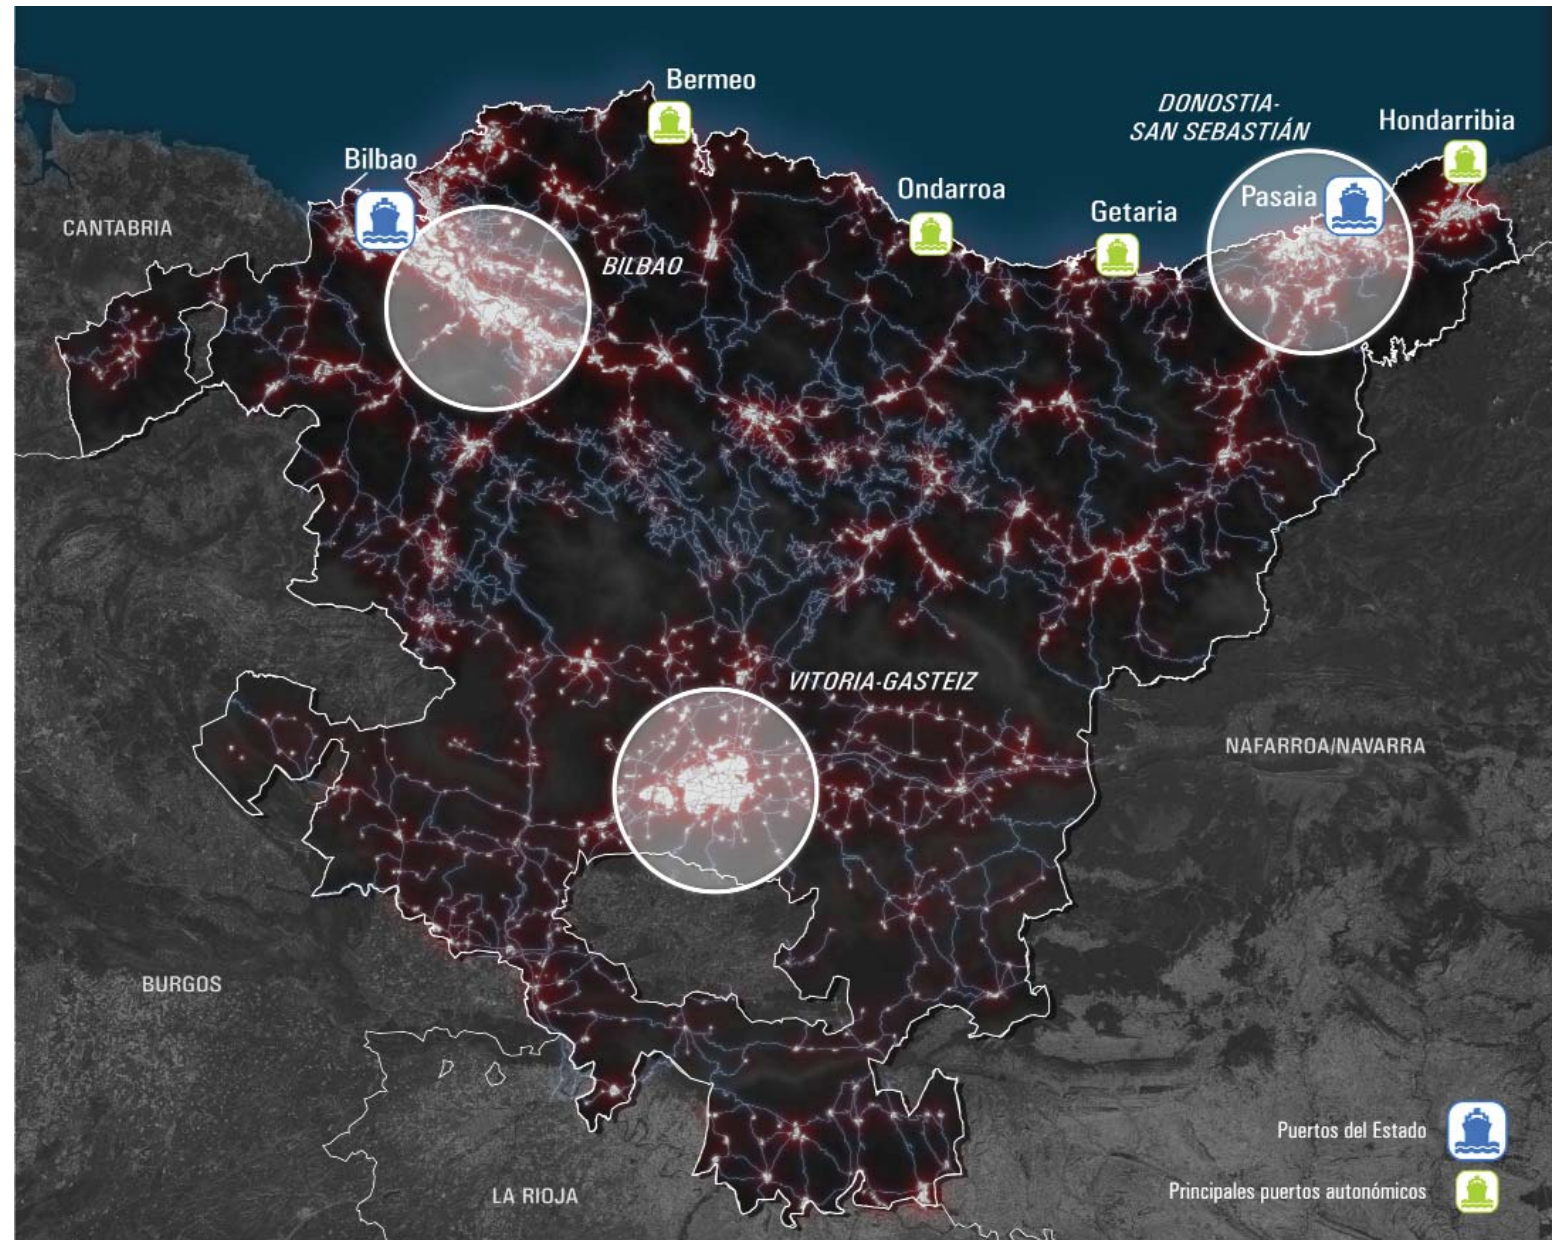 Bermeo
DONOSTIA-
SAN SEBASTIÁN
Hondarribia
Bilbao
Ondarroa
Pasaia
Getaria
CANTABRIA
BILBAO
VITORIA-GASTEIZ
NAFARROA/NAVARRA
BURGOS
Puertos del Estado
LA RIOJA
Principales puertos autonómicos